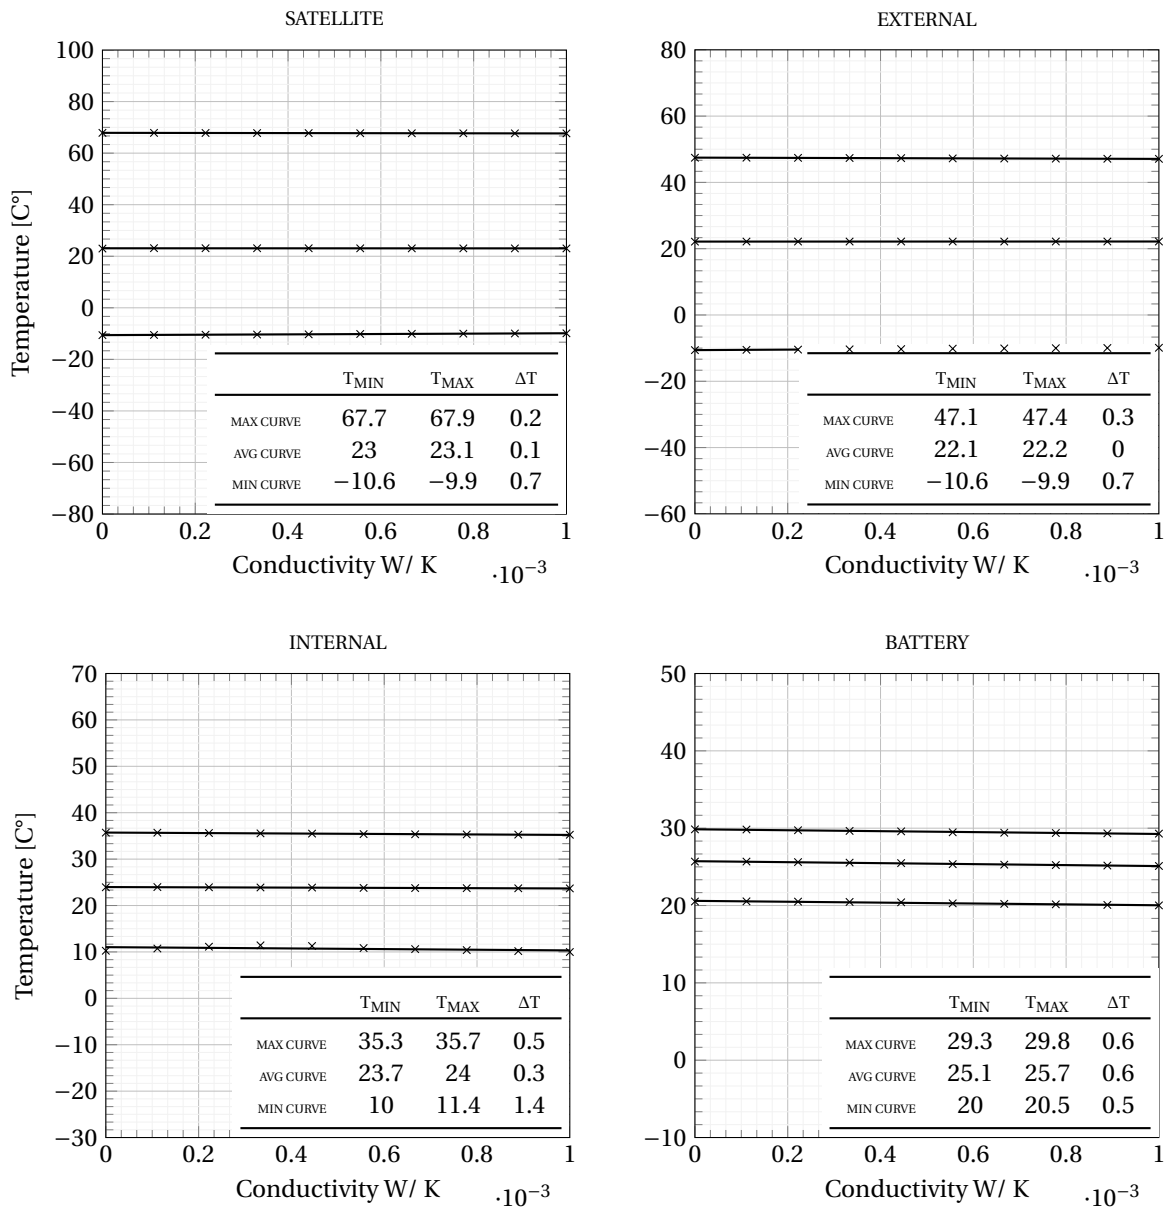 SATELLITE
100
80
60
40
20
0
−20
−40
−60
−80
Temperature [C°]
T_MIN T_MAX ΔT
MAX CURVE 67.7 67.9 0.2
AVG CURVE 23 23.1 0.1
MIN CURVE −10.6 −9.9 0.7
0 0.2 0.4 0.6 0.8 1
Conductivity W/ K
·10−3
EXTERNAL
80
60
40
20
0
−20
−40
−60
T_MIN T_MAX ΔT
MAX CURVE 47.1 47.4 0.3
AVG CURVE 22.1 22.2 0
MIN CURVE −10.6 −9.9 0.7
0 0.2 0.4 0.6 0.8 1
Conductivity W/ K
·10−3
INTERNAL
70
60
50
40
30
20
10
0
−10
−20
−30
Temperature [C°]
T_MIN T_MAX ΔT
MAX CURVE 35.3 35.7 0.5
AVG CURVE 23.7 24 0.3
MIN CURVE 10 11.4 1.4
0 0.2 0.4 0.6 0.8 1
Conductivity W/ K
·10−3
BATTERY
50
40
30
20
10
0
−10
T_MIN T_MAX ΔT
MAX CURVE 29.3 29.8 0.6
AVG CURVE 25.1 25.7 0.6
MIN CURVE 20 20.5 0.5
0 0.2 0.4 0.6 0.8 1
Conductivity W/ K
·10−3